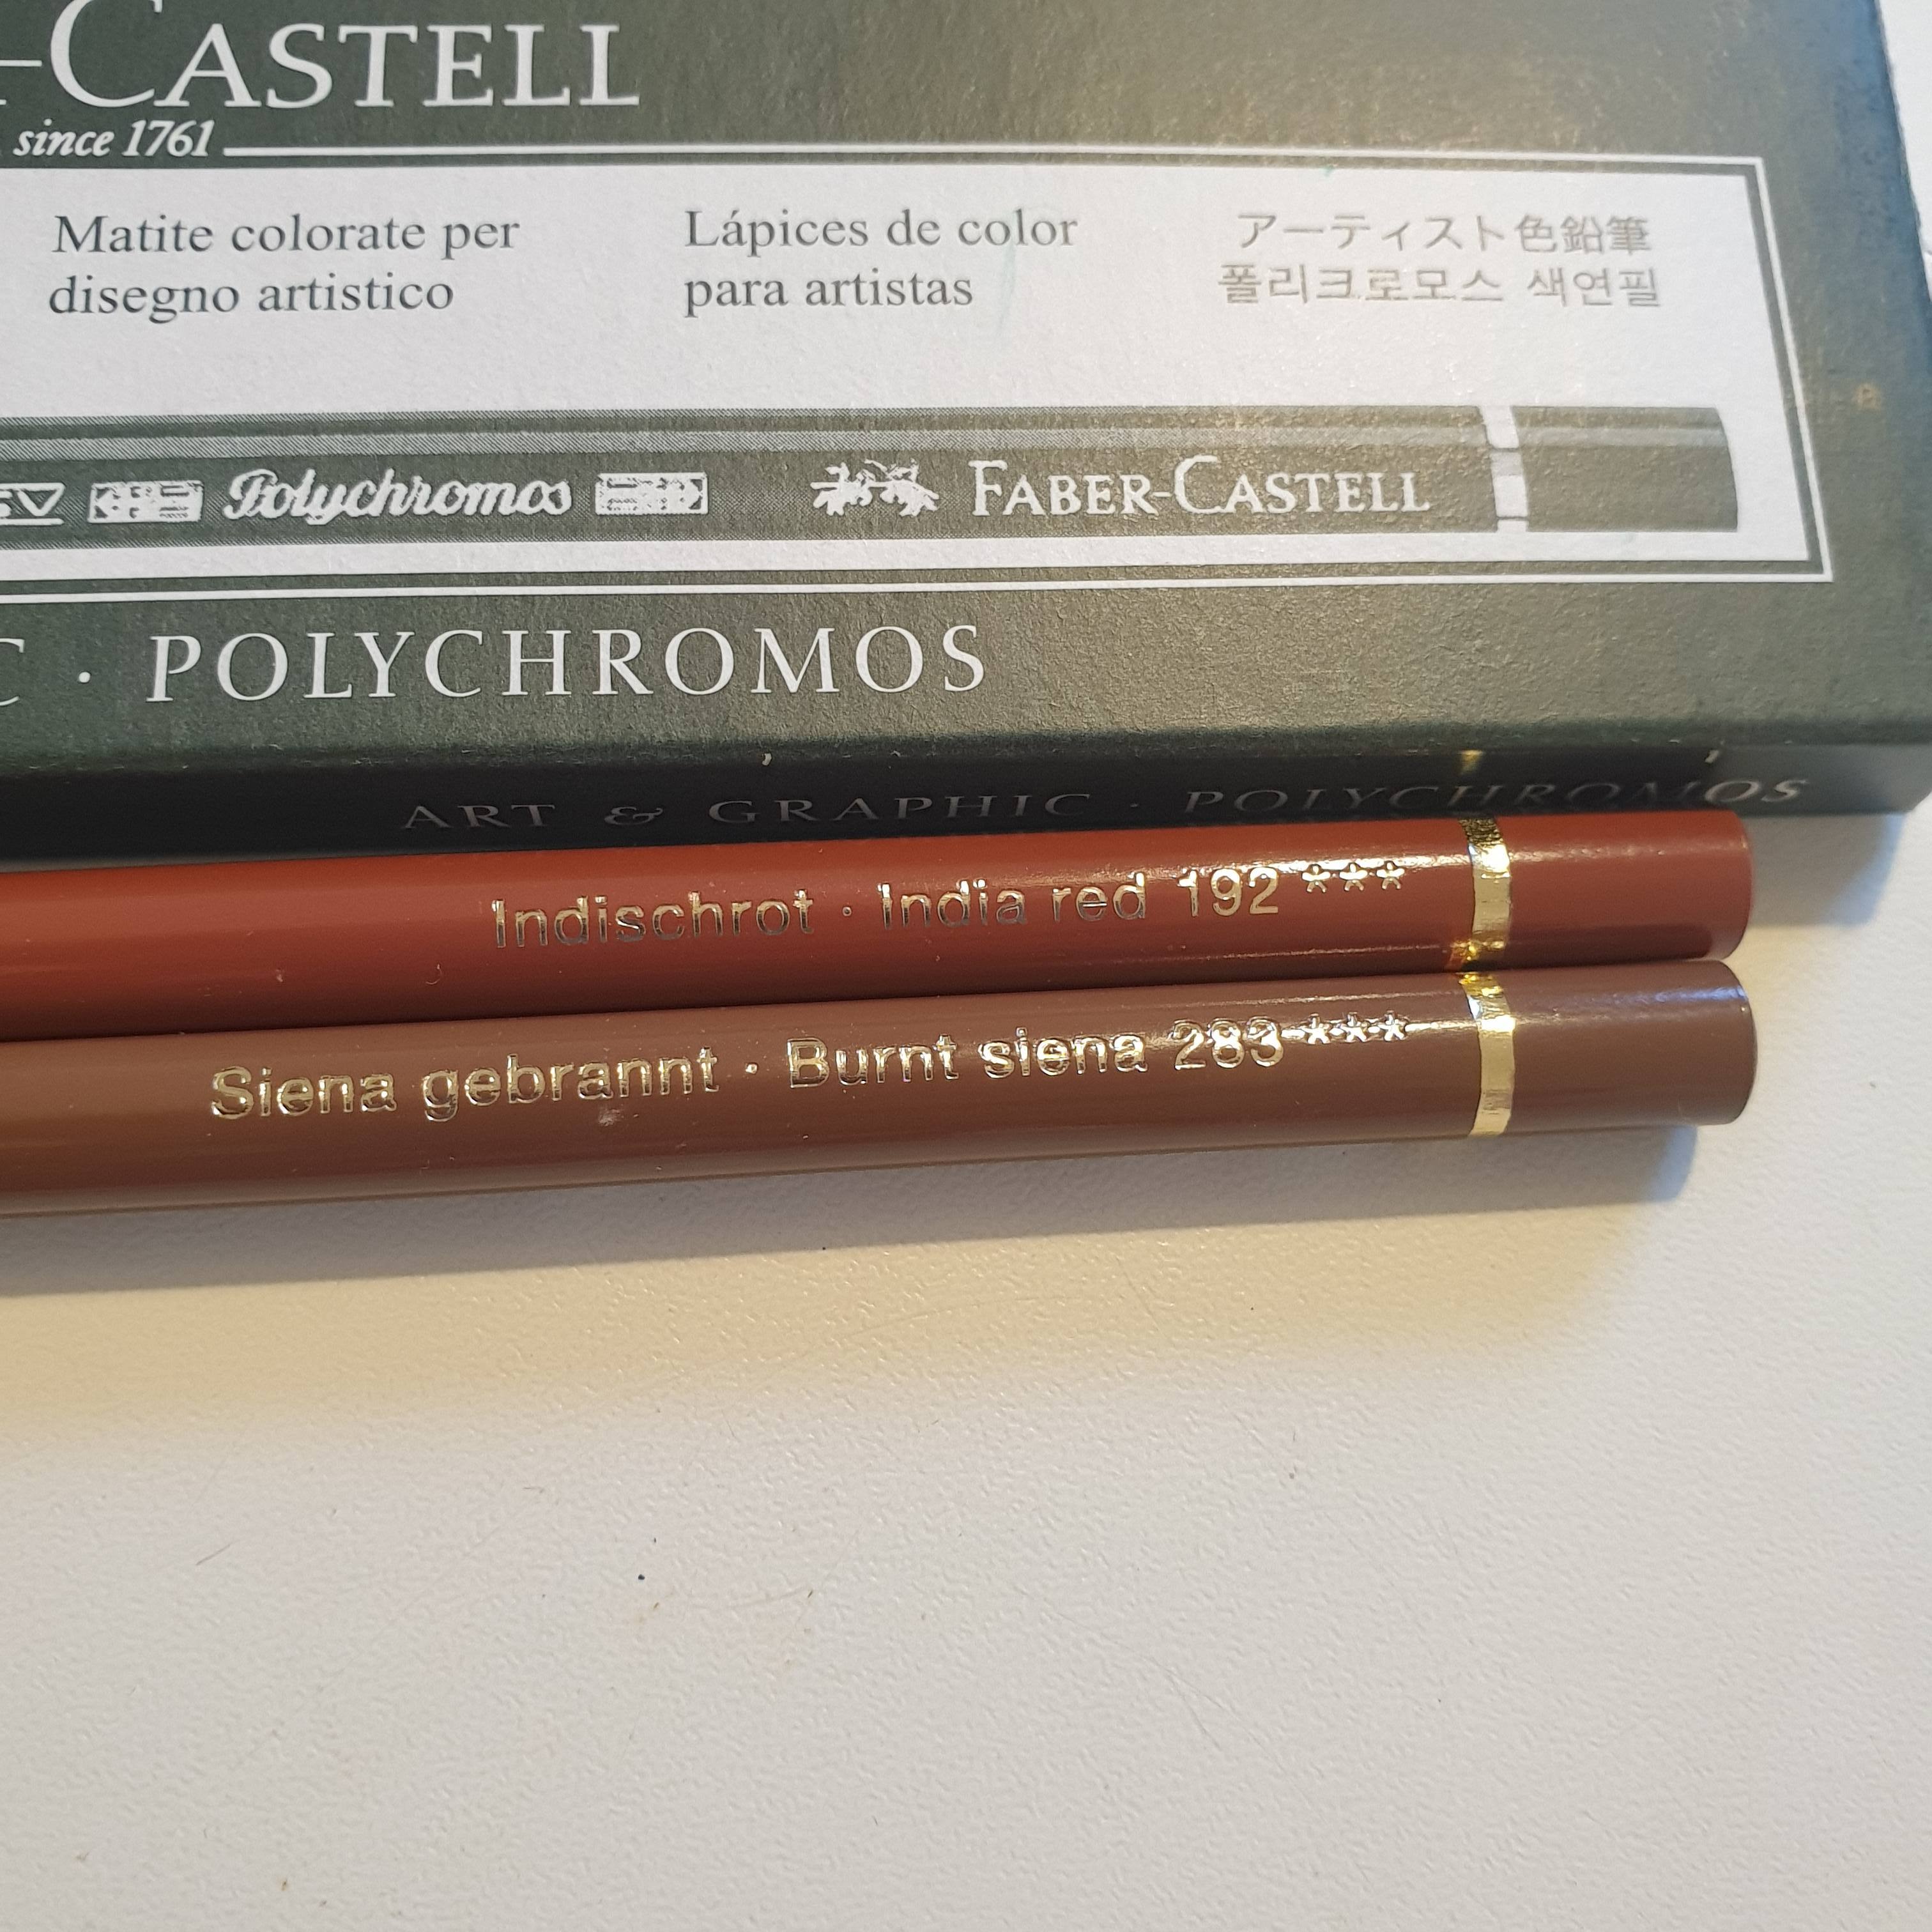 -CASTELL
since 1761
Matite colorate per
disegno artistico
Lápices de color
para artistas
アーティスト色鉛筆
폴리크로모스 색연필
Polychromos FABER-CASTELL
C · POLYCHROMOS
ART & GRAPHIC · POLYCHROMOS
Indischrot · India red 192 ***
Siena gebrannt · Burnt siena 283 ***